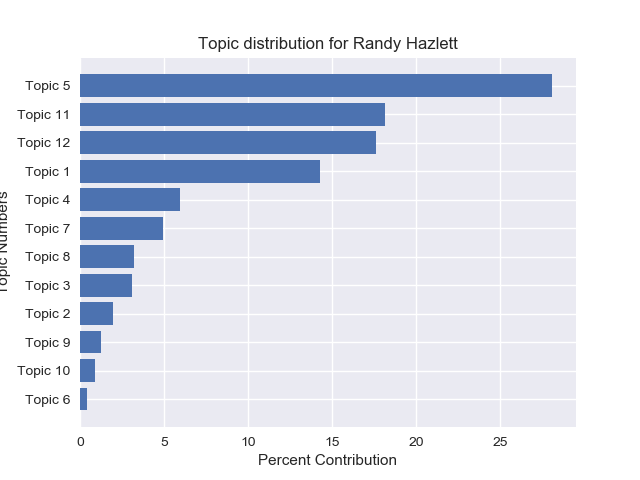 Topic distribution for Randy Hazlett
Topic 5
Topic 11
Topic 12
Topic 1
Topic 4
Topic 7
Topic 8
Topic 3
Topic 2
Topic 9
Topic 10
Topic 6
Topic Numbers
0 5 10 15 20 25
Percent Contribution